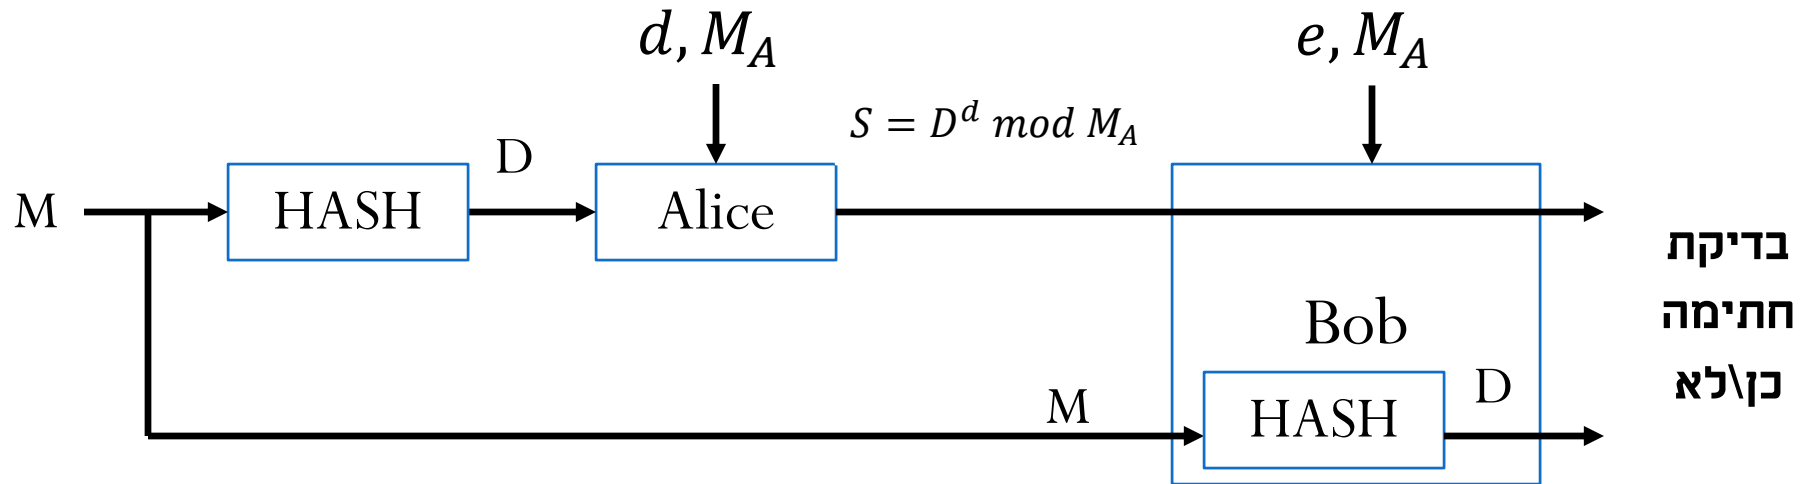 d, M_A
e, M_A
S = D^d mod M_A
M
HASH
D
Alice
בדיקת
חתימה
כן\לא
Bob
M
HASH
D